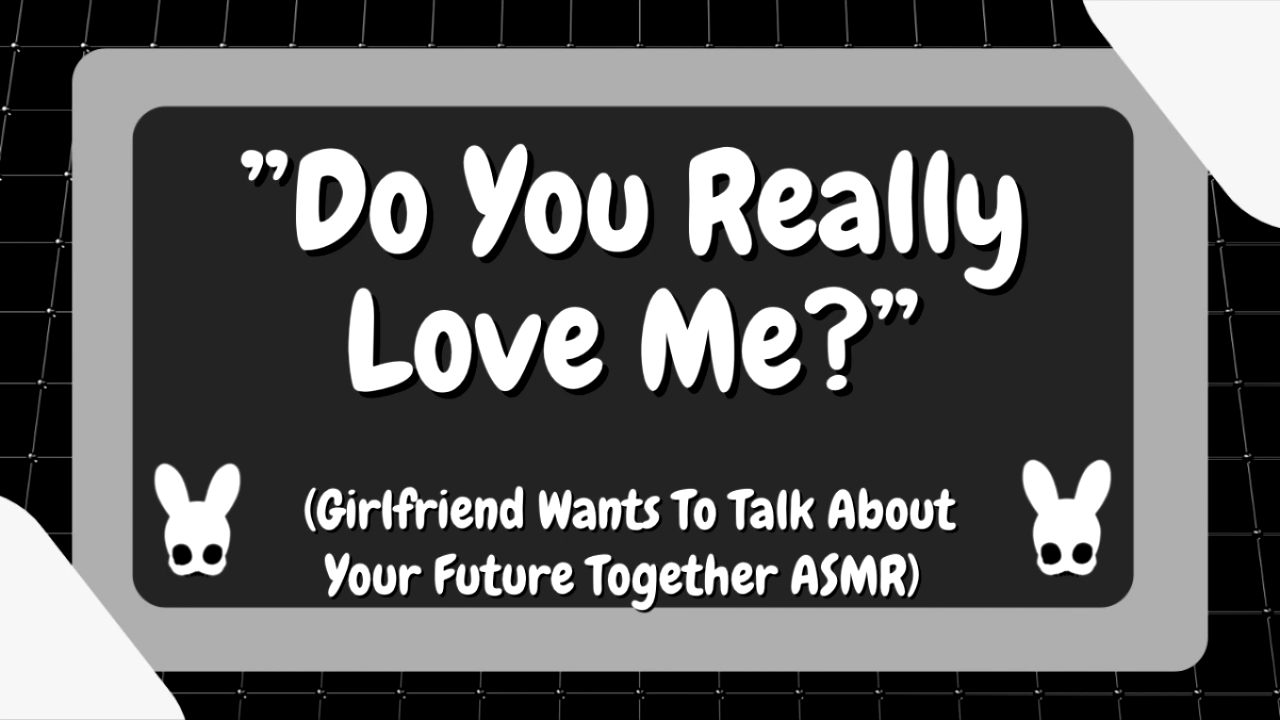 ”Do You Really
Love Me?”
(Girlfriend Wants To Talk About
Your Future Together ASMR)